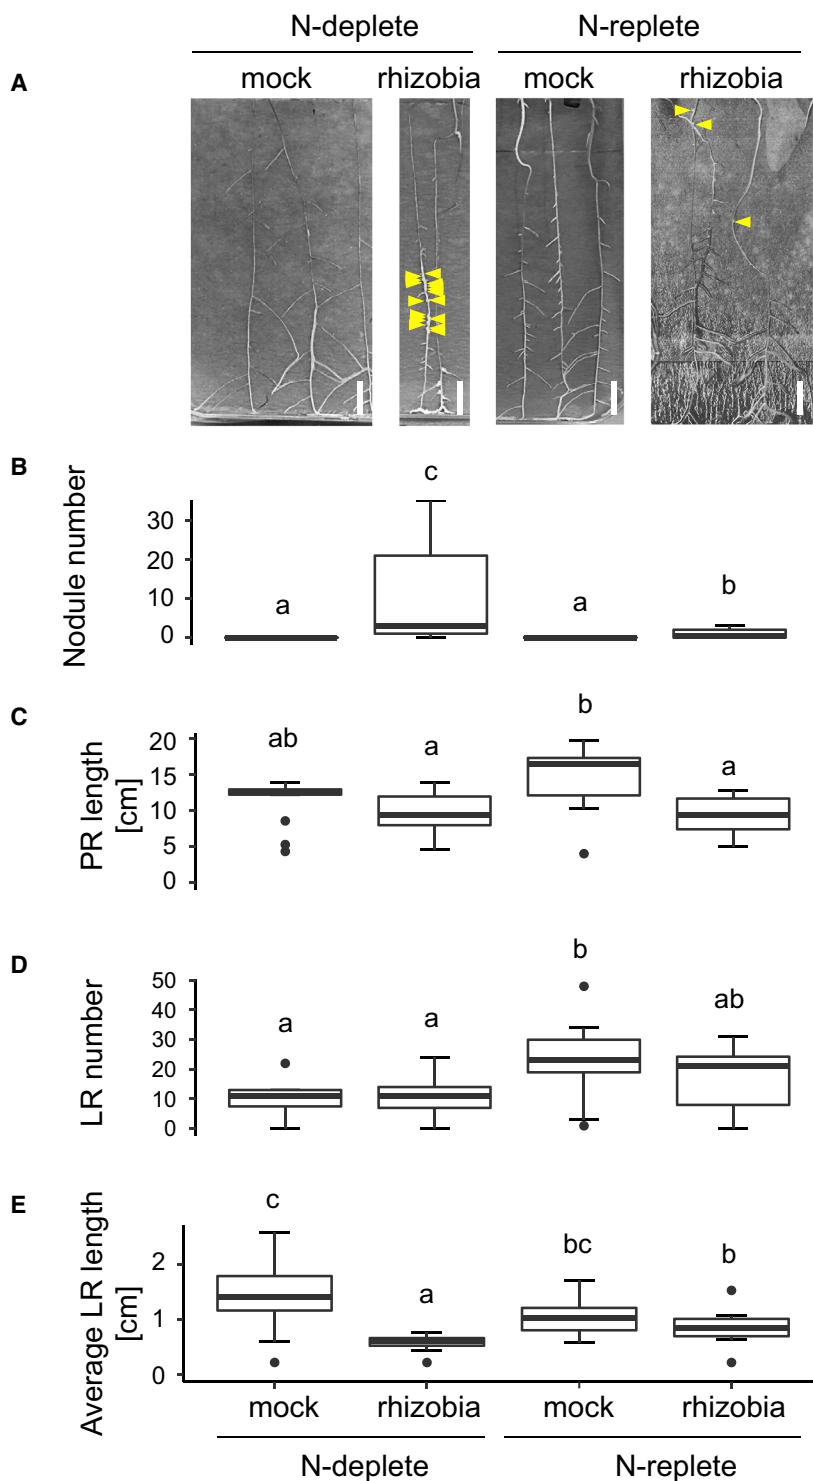 N-deplete N-replete
A mock rhizobia mock rhizobia
B
Nodule number
30
20
10
0
a c a b
C
PR length
[cm]
20
15
10
5
0
ab a b a
D
LR number
50
40
30
20
10
0
a a b ab
E
Average LR length
[cm]
2
1
0
c a bc b
mock rhizobia mock rhizobia
N-deplete N-replete